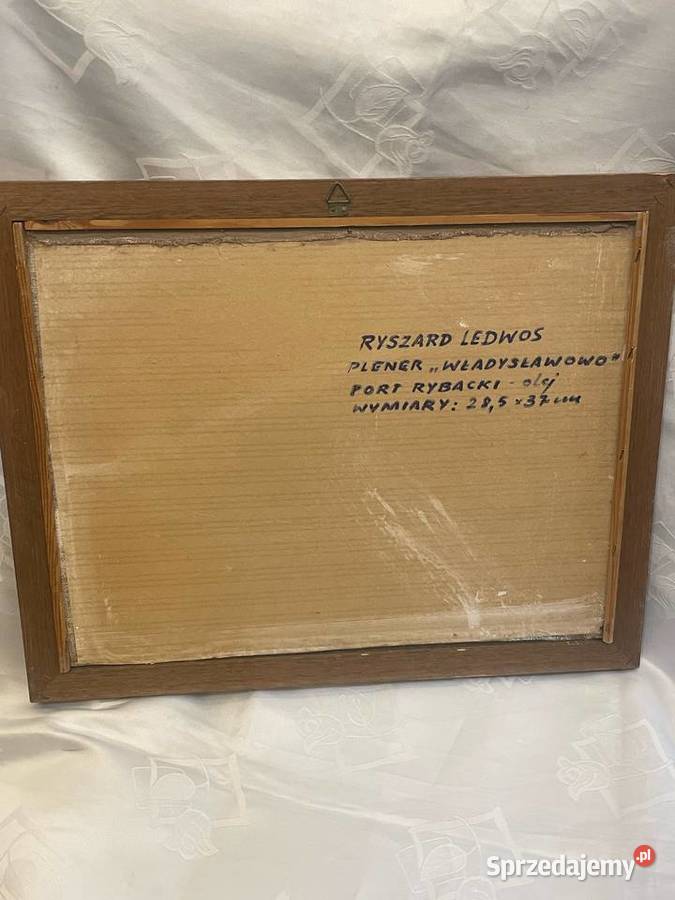 RYSZARD LEDWOS
PLENER „WŁADYSŁAWOWO"
PORT RYBACKI - olej
WYMIARY: 28,5 x 37 cm
Sprzedajemy.pl